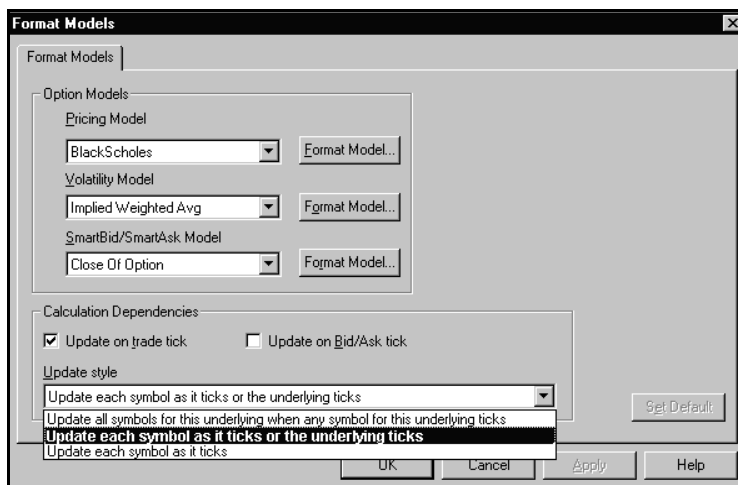 Format Models
Format Models
Option Models
Pricing Model
BlackScholes
Format Model...
Volatility Model
Implied Weighted Avg
Format Model...
SmartBid/SmartAsk Model
Close Of Option
Format Model...
Calculation Dependencies
Update on trade tick
Update on Bid/Ask tick
Update style
Update each symbol as it ticks or the underlying ticks
Set Default
Update all symbols for this underlying when any symbol for this underlying ticks
Update each symbol as it ticks or the underlying ticks
Update each symbol as it ticks
OK
Cancel
Apply
Help